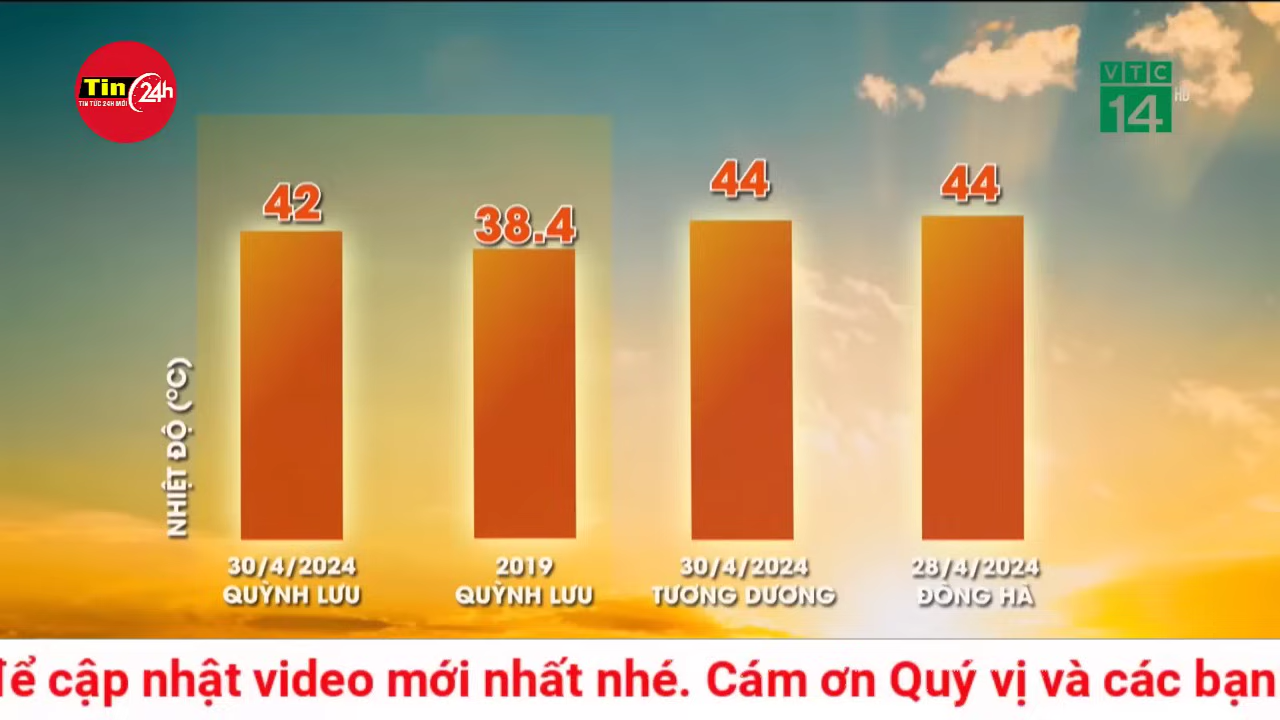 Tin 24h
TIN TỨC 24H MỚI
VTC
14 HD
42
38.4
44
44
NHIỆT ĐỘ (°C)
30/4/2024
QUỲNH LƯU
2019
QUỲNH LƯU
30/4/2024
TƯƠNG DƯƠNG
28/4/2024
ĐÔNG HÀ
để cập nhật video mới nhất nhé. Cám ơn Quý vị và các bạn